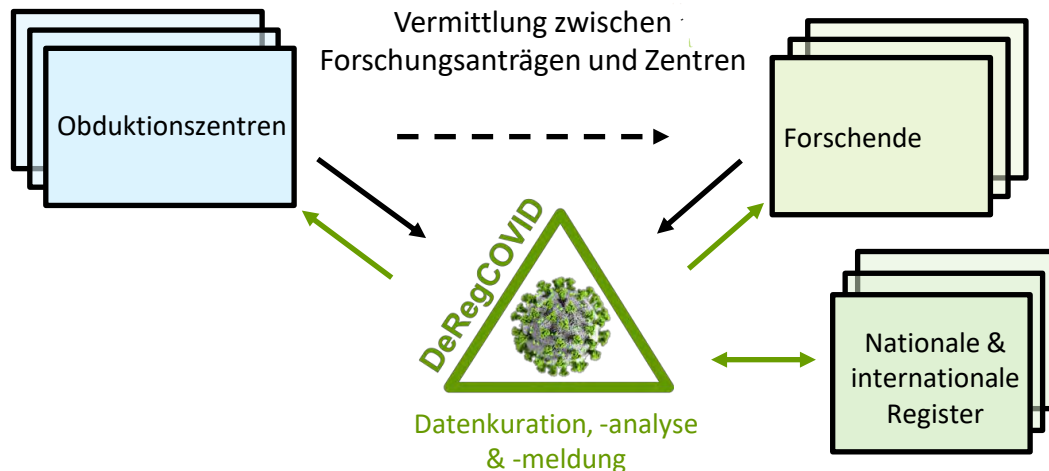 Vermittlung zwischen
Forschungsanträgen und Zentren
Obduktionszentren
Forschende
DeRegCOVID
Nationale &
internationale
Register
Datenkuration, -analyse
& -meldung